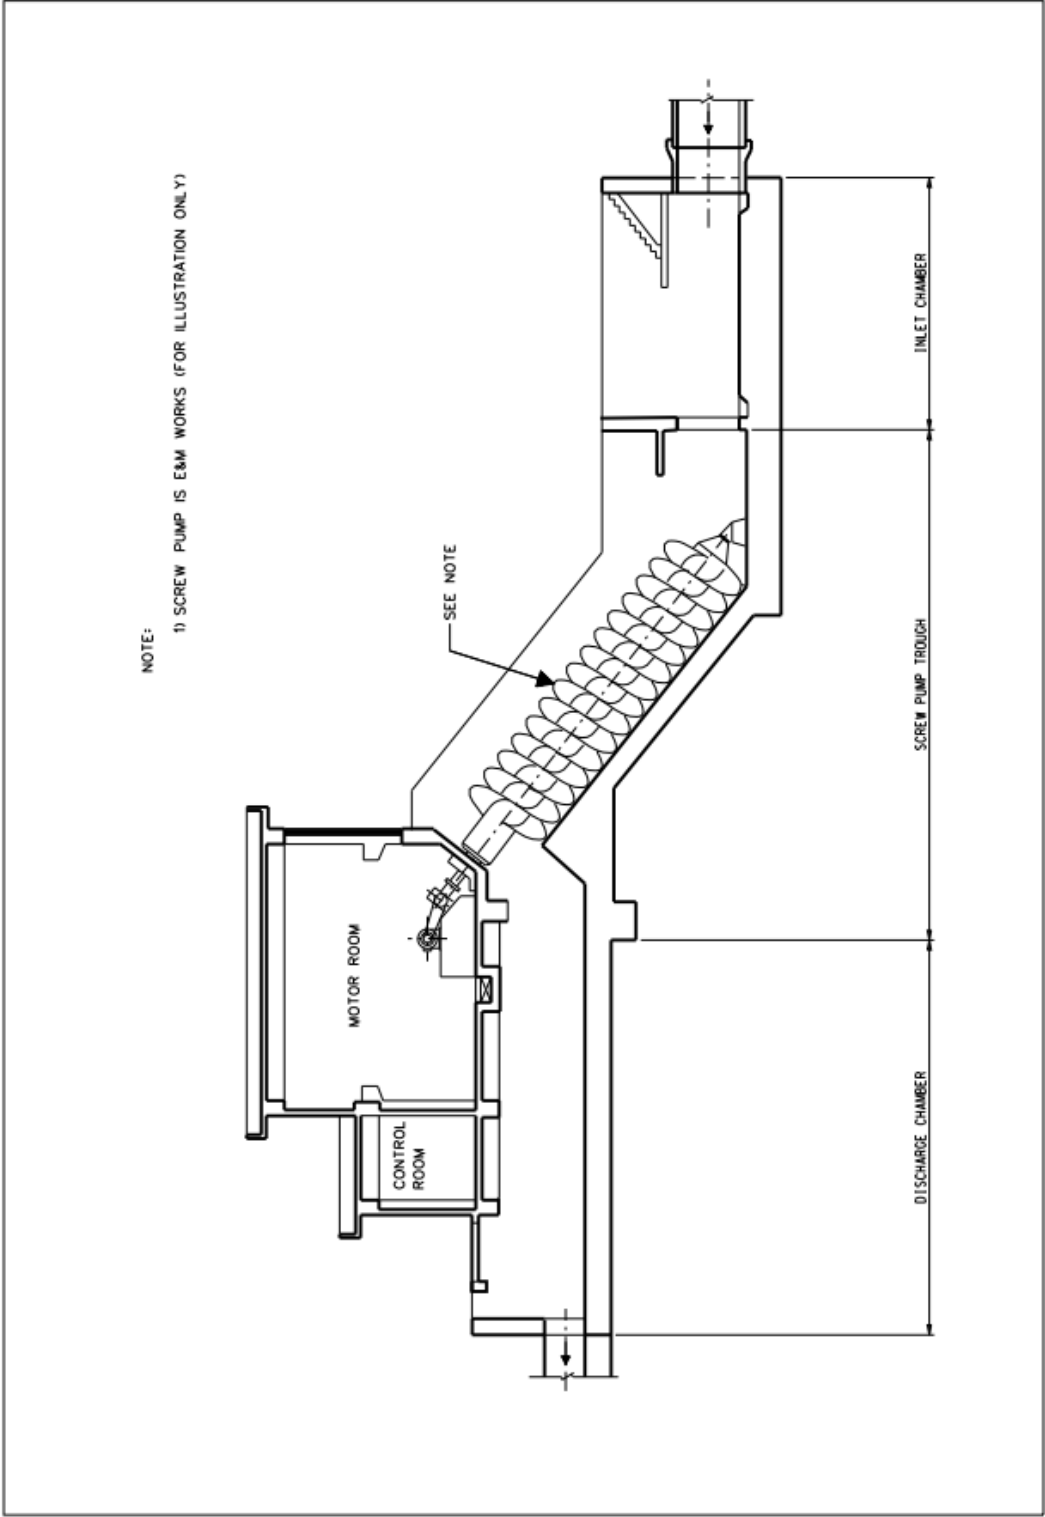 NOTE:
1) SCREW PUMP IS E&M WORKS (FOR ILLUSTRATION ONLY)
MOTOR ROOM
SEE NOTE
CONTROL
ROOM
DISCHARGE CHAMBER
SCREW PUMP TROUGH
INLET CHAMBER